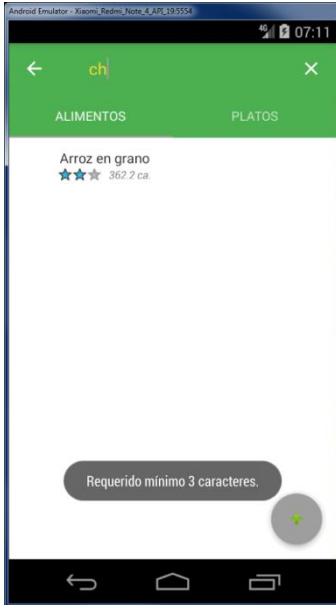 Android Emulator - Xiaomi_Redmi_Note_4_API_19:5554
4G 07:11
ch
ALIMENTOS PLATOS
Arroz en grano
362.2 ca.
Requerido mínimo 3 caracteres.